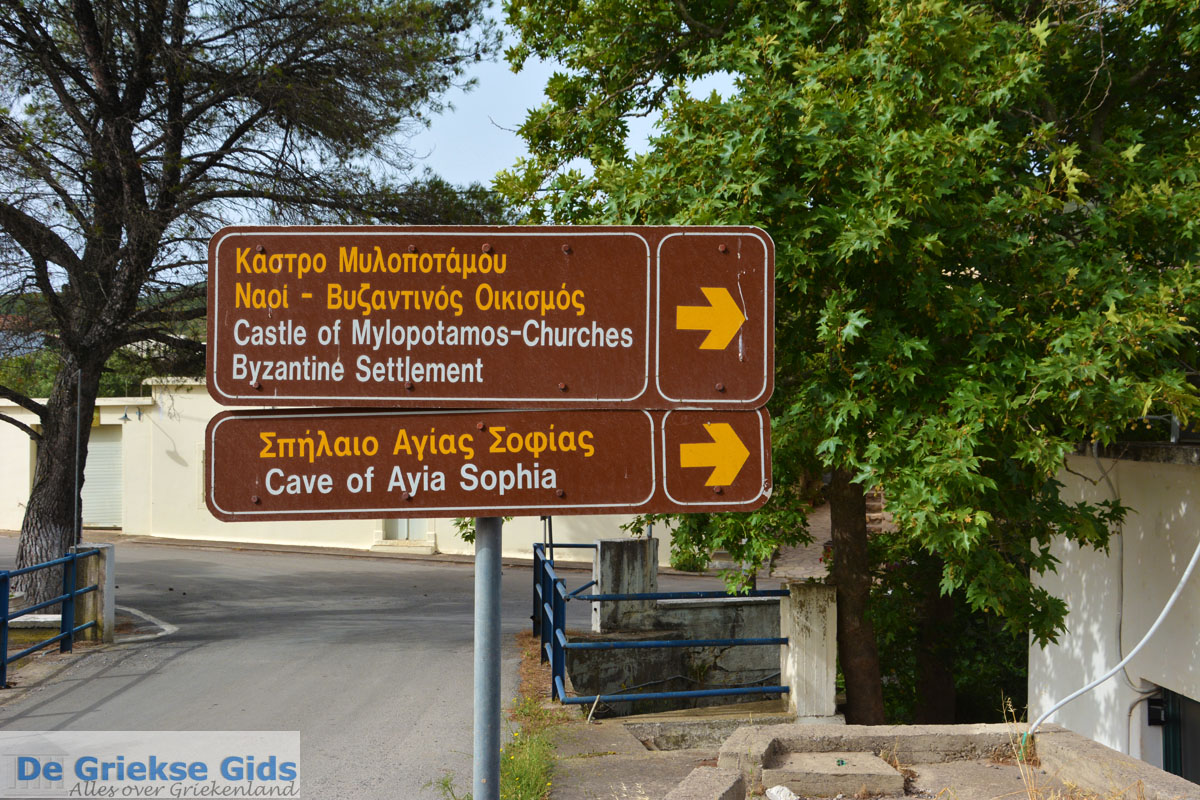 Κάστρο Μυλοποτάμου
Ναοί - Βυζαντινός Οικισμός
Castle of Mylopotamos-Churches
Byzantine Settlement
Σπήλαιο Αγίας Σοφίας
Cave of Ayia Sophia
De Griekse Gids
Alles over Griekenland